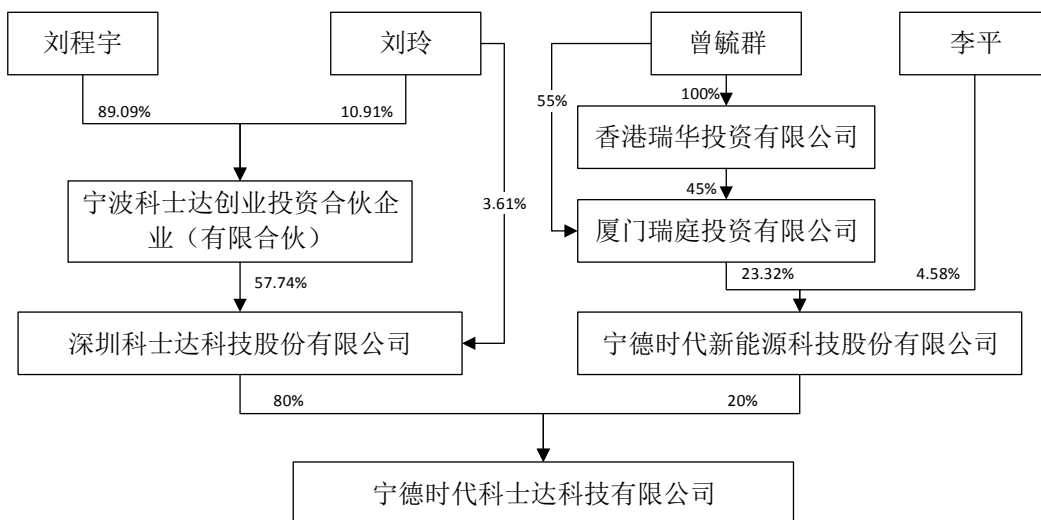 刘程宇
刘玲
曾毓群
李平
89.09%
10.91%
55%
100%
香港瑞华投资有限公司
45%
宁波科士达创业投资合伙企
业（有限合伙）
3.61%
厦门瑞庭投资有限公司
57.74%
23.32%
4.58%
深圳科士达科技股份有限公司
宁德时代新能源科技股份有限公司
80%
20%
宁德时代科士达科技有限公司